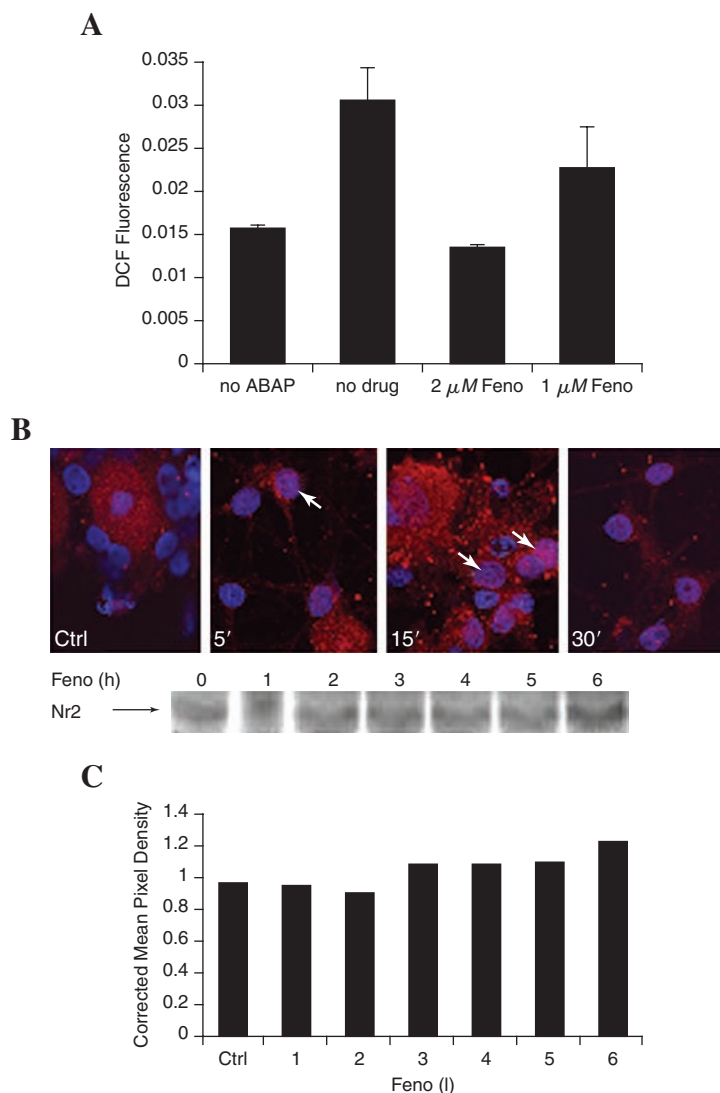 A
0.035
0.03
0.025
0.02
0.015
0.01
0.005
0
DCF Fluorescence
no ABAP no drug 2 μM Feno 1 μM Feno
B
Ctrl 5′ 15′ 30′
Feno (h) 0 1 2 3 4 5 6
Nr2
C
1.4
1.2
1
0.8
0.6
0.4
0.2
0
Corrected Mean Pixel Density
Ctrl 1 2 3 4 5 6
Feno (l)